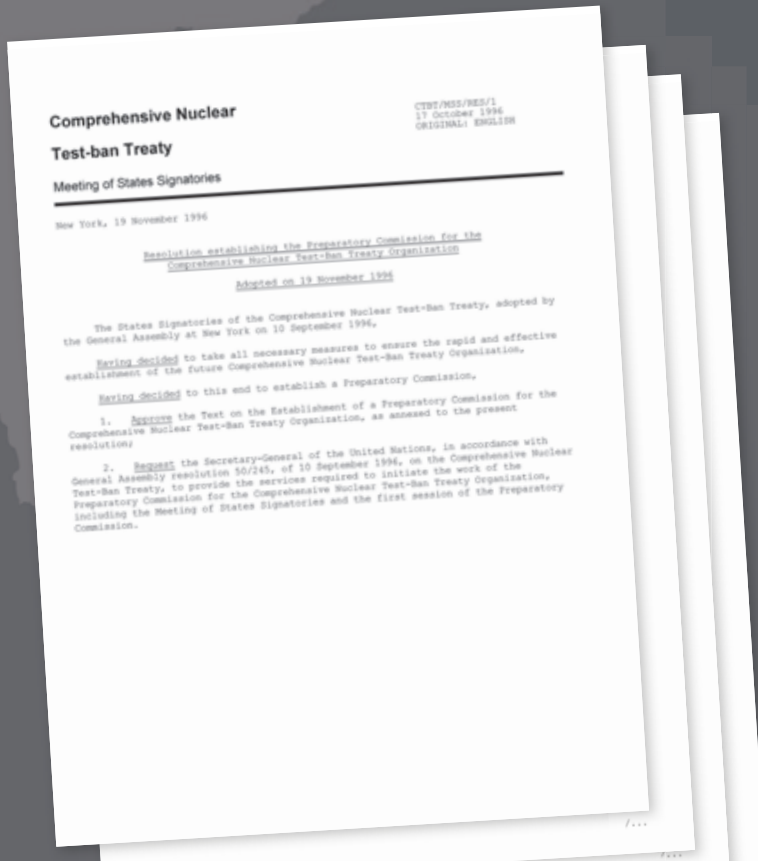 Comprehensive Nuclear
Test-ban Treaty
Meeting of States Signatories
CTBT/MSS/RES/1
17 October 1996
ORIGINAL: ENGLISH
New York, 19 November 1996
Resolution establishing the Preparatory Commission for the
Comprehensive Nuclear Test-Ban Treaty Organization
Adopted on 19 November 1996
The States Signatories of the Comprehensive Nuclear Test-Ban Treaty, adopted by
the General Assembly at New York on 10 September 1996,
Having decided to take all necessary measures to ensure the rapid and effective
establishment of the future Comprehensive Nuclear Test-Ban Treaty Organization,
Having decided to this end to establish a Preparatory Commission,
1. Approve the Text on the Establishment of a Preparatory Commission for the
Comprehensive Nuclear Test-Ban Treaty Organization, as annexed to the present
resolution;
2. Request the Secretary-General of the United Nations, in accordance with
General Assembly resolution 50/245, of 10 September 1996, on the Comprehensive Nuclear
Test-Ban Treaty, to provide the services required to initiate the work of the
Preparatory Commission for the Comprehensive Nuclear Test-Ban Treaty Organization,
including the Meeting of States Signatories and the first session of the Preparatory
Commission.
/...
/...